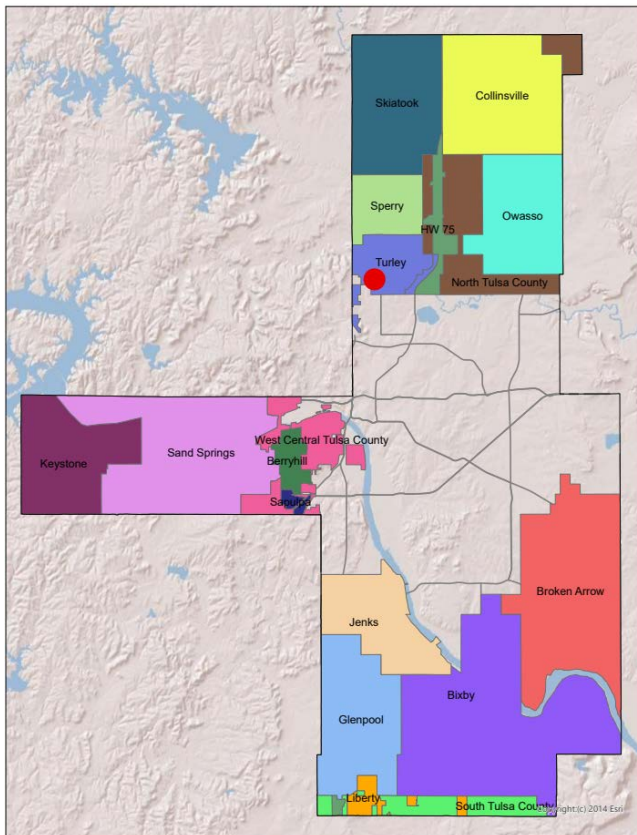 Skiatook
Collinsville
Sperry
Owasso
HW 75
Turley
North Tulsa County
West Central Tulsa County
Keystone
Sand Springs
Berryhill
Sapulpa
Broken Arrow
Jenks
Bixby
Glenpool
Liberty
South Tulsa County
Copyright:(c) 2014 Esri